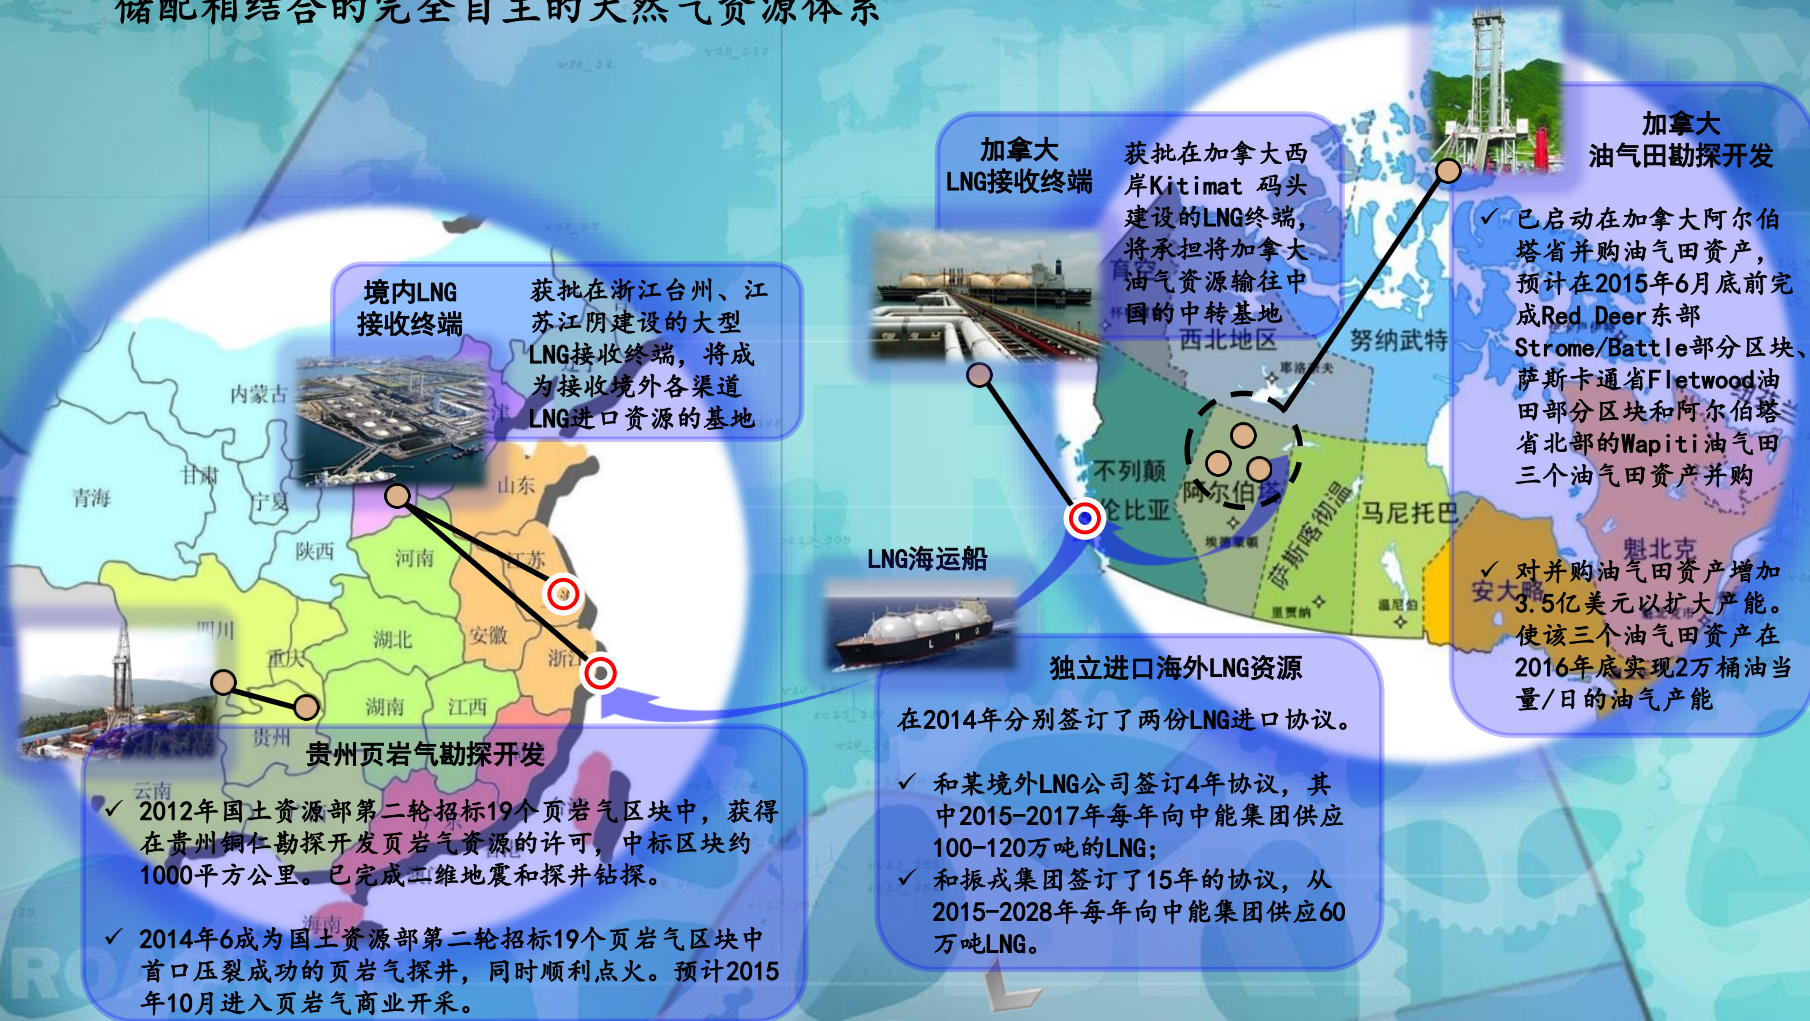 储配相结合的完全自主的天然气资源体系
境内LNG
接收终端
获批在浙江台州、江
苏江阴建设的大型
LNG接收终端，将成
为接收境外各渠道
LNG进口资源的基地
内蒙古
津
山东
甘肃
青海
宁夏
陕西
河南
江苏
四川
重庆
湖北
安徽
浙江
湖南
江西
贵州
云南
海南
贵州页岩气勘探开发
✓ 2012年国土资源部第二轮招标19个页岩气区块中，获得
在贵州铜仁勘探开发页岩气资源的许可，中标区块约
1000平方公里。已完成二维地震和探井钻探。
✓ 2014年6成为国土资源部第二轮招标19个页岩气区块中
首口压裂成功的页岩气探井，同时顺利点火。预计2015
年10月进入页岩气商业开采。
加拿大
LNG接收终端
获批在加拿大西
岸Kitimat 码头
建设的LNG终端，
将承担将加拿大
油气资源输往中
国的中转基地
育空
西北地区
耶洛奈夫
努纳武特
不列颠
伦比亚
阿尔伯塔
埃德蒙顿
萨斯喀彻温
里贾纳
马尼托巴
温尼伯
安大略
魁北克
魁北克市
LNG海运船
L N G
独立进口海外LNG资源
在2014年分别签订了两份LNG进口协议。
✓ 和某境外LNG公司签订4年协议，其
中2015-2017年每年向中能集团供应
100-120万吨的LNG；
✓ 和振戎集团签订了15年的协议，从
2015-2028年每年向中能集团供应60
万吨LNG。
加拿大
油气田勘探开发
✓ 已启动在加拿大阿尔伯
塔省并购油气田资产，
预计在2015年6月底前完
成Red Deer东部
Strome/Battle部分区块、
萨斯卡通省Fletwood油
田部分区块和阿尔伯塔
省北部的Wapiti油气田
三个油气田资产并购
✓ 对并购油气田资产增加
3.5亿美元以扩大产能。
使该三个油气田资产在
2016年底实现2万桶油当
量/日的油气产能